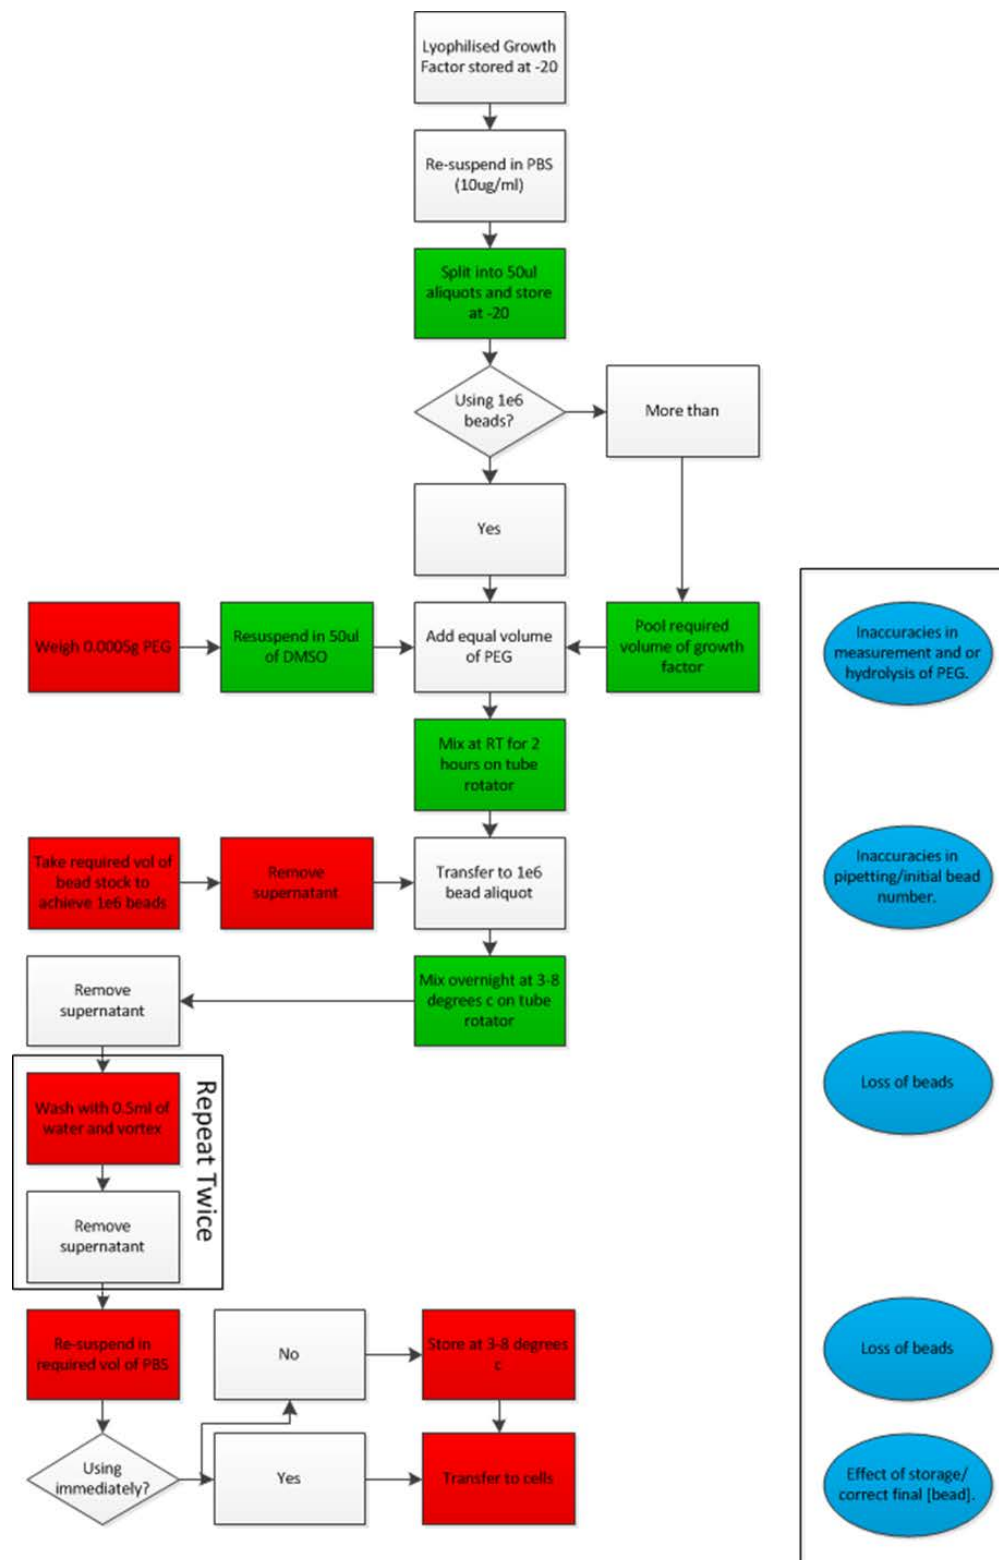 Lyophilised Growth
Factor stored at -20
Re-suspend in PBS
(10ug/ml)
Split into 50ul
aliquots and store
at -20
Using 1e6
beads?
More than
Yes
Weigh 0.0005g PEG
Resuspend in 50ul
of DMSO
Add equal volume
of PEG
Pool required
volume of growth
factor
Inaccuracies in
measurement and or
hydrolysis of PEG.
Mix at RT for 2
hours on tube
rotator
Take required vol of
bead stock to
achieve 1e6 beads
Remove
supernatant
Transfer to 1e6
bead aliquot
Inaccuracies in
pipetting/initial bead
number.
Mix overnight at 3-8
degrees c on tube
rotator
Remove
supernatant
Wash with 0.5ml of
water and vortex
Repeat Twice
Loss of beads
Remove
supernatant
Re-suspend in
required vol of PBS
No
Store at 3-8 degrees
c
Loss of beads
Using
immediately?
Yes
Transfer to cells
Effect of storage/
correct final [bead].